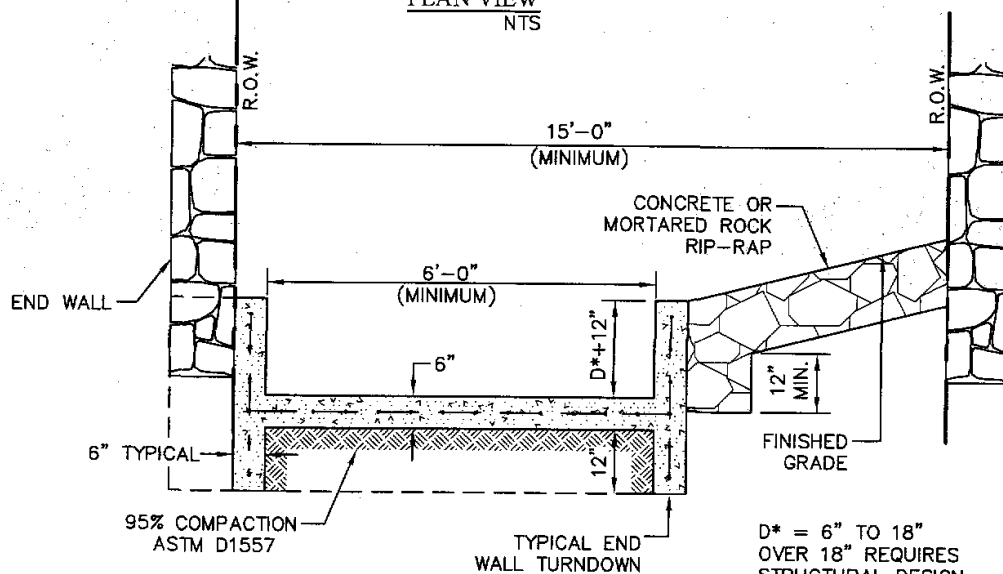 PLAN VIEW
NTS
R.O.W.
R.O.W.
15'-0"
(MINIMUM)
CONCRETE OR
MORTARED ROCK
RIP-RAP
6'-0"
(MINIMUM)
END WALL
D*+12"
6"
12"
MIN.
6" TYPICAL
12"
FINISHED
GRADE
95% COMPACTION
ASTM D1557
TYPICAL END
WALL TURNDOWN
D* = 6" TO 18"
OVER 18" REQUIRES
STRUCTURAL DESIGN